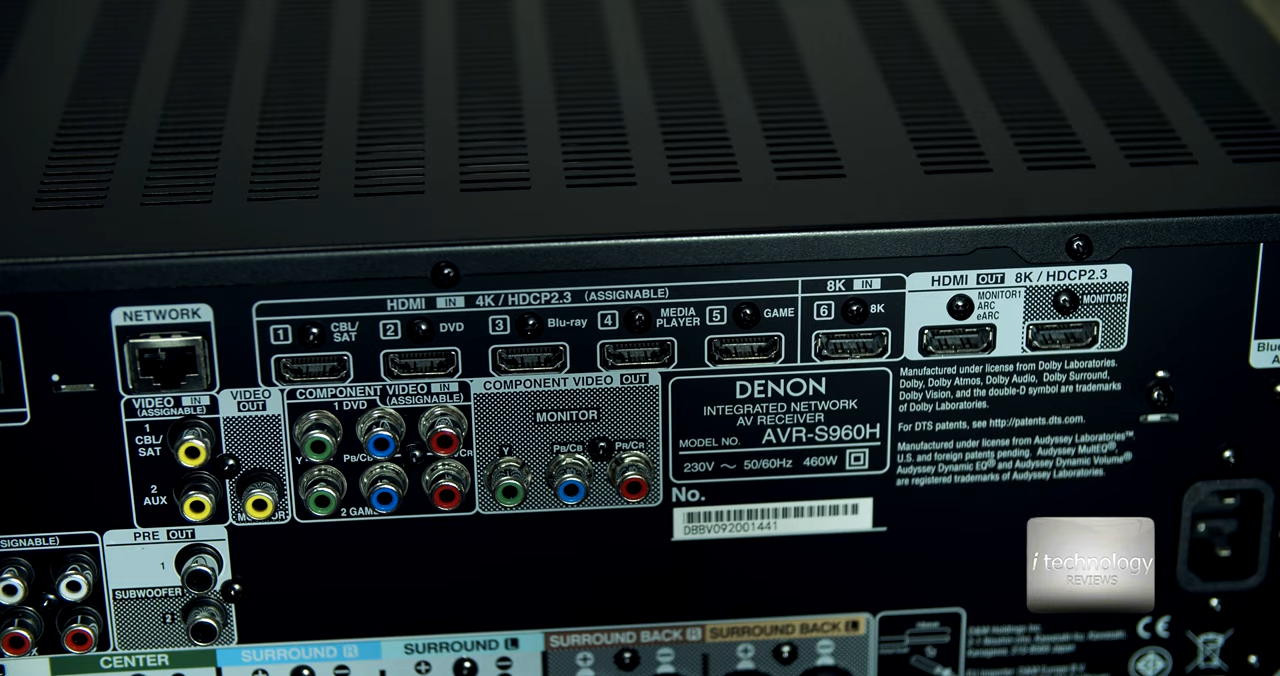 NETWORK
HDMI IN 4K / HDCP2.3 (ASSIGNABLE)
1 CBL/
SAT
2 DVD
3 Blu-ray
4 MEDIA
PLAYER
5 GAME
8K IN
6 8K
HDMI OUT 8K / HDCP2.3
MONITOR1
ARC
eARC
MONITOR2
VIDEO IN
(ASSIGNABLE)
1
CBL/
SAT
2
AUX
VIDEO
OUT
MONITOR
COMPONENT VIDEO IN
1 DVD (ASSIGNABLE)
Y PB/CB PR/CR
2 GAME
COMPONENT VIDEO OUT
MONITOR
Y PB/CB PR/CR
DENON
INTEGRATED NETWORK
AV RECEIVER
MODEL NO. AVR-S960H
230V ~ 50/60Hz 460W
No.
DBBV092001441
Manufactured under license from Dolby Laboratories.
Dolby, Dolby Atmos, Dolby Audio, Dolby Surround,
Dolby Vision, and the double-D symbol are trademarks
of Dolby Laboratories.
For DTS patents, see http://patents.dts.com.
Manufactured under license from Audyssey Laboratories™,
U.S. and foreign patents pending. Audyssey MultEQ®,
Audyssey Dynamic EQ® and Audyssey Dynamic Volume®
are registered trademarks of Audyssey Laboratories.
SIGNABLE)
PRE OUT
1
SUBWOOFER
2
i technology
REVIEWS
CENTER
SURROUND R
SURROUND L
SURROUND BACK R
SURROUND BACK L
CE